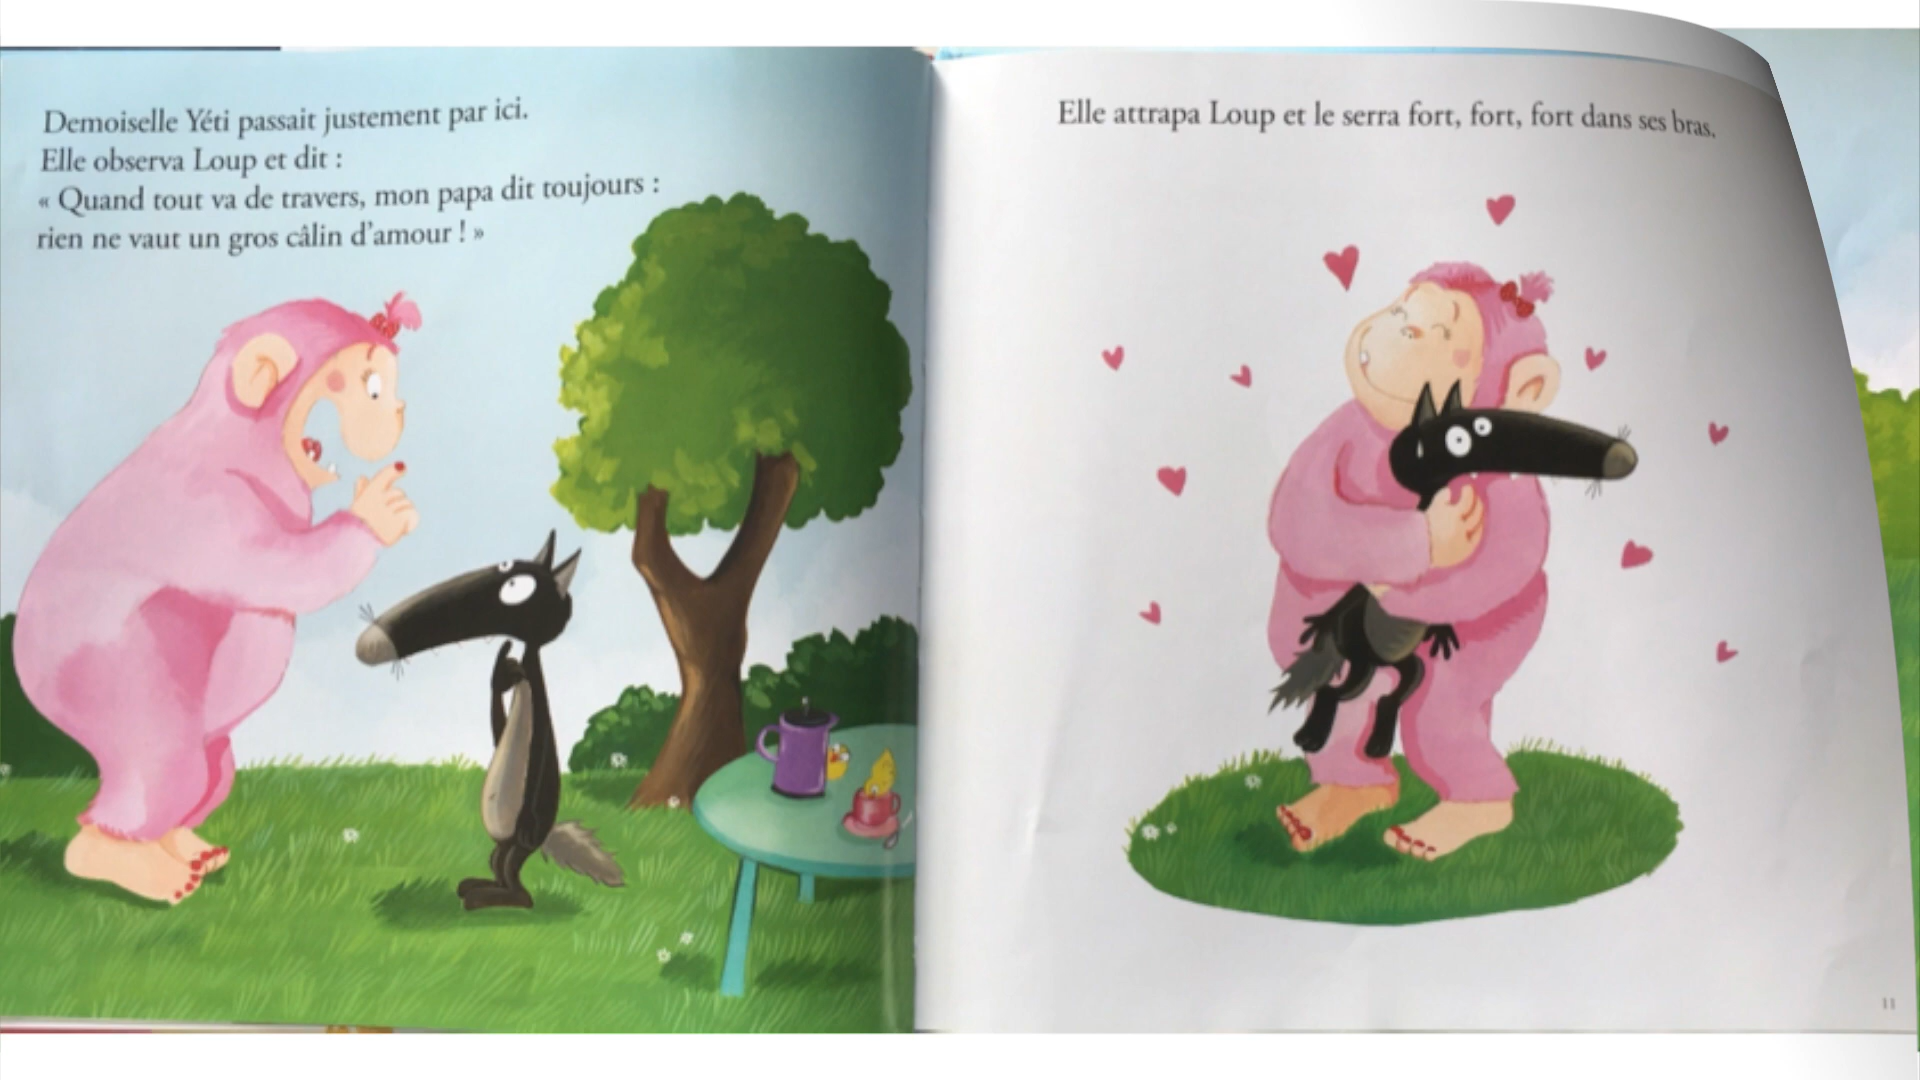 Demoiselle Yéti passait justement par ici.
Elle observa Loup et dit :
« Quand tout va de travers, mon papa dit toujours :
rien ne vaut un gros câlin d'amour ! »
Elle attrapa Loup et le serra fort, fort, fort dans ses bras.
11